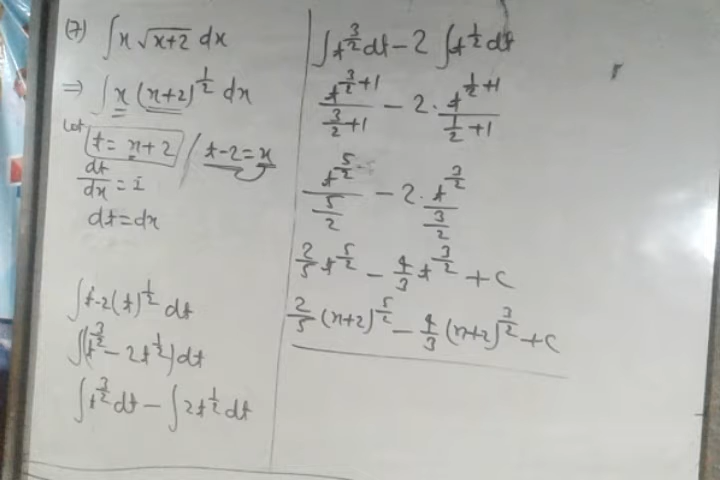 (7) ∫x √x+2 dx
⇒ ∫x (x+2)^1/2 dx
Let t = x+2 / t-2 = x
dt/dx = 1
dt = dx
∫t-2(t)^1/2 dt
∫(t^3/2 - 2t^1/2)dt
∫t^3/2 dt - ∫2t^1/2 dt
∫t^3/2 dt - 2 ∫t^1/2 dt
t^3/2+1 / 3/2+1 - 2. t^1/2+1 / 1/2+1
t^5/2 / 5/2 - 2. t^3/2 / 3/2
2/5 t^5/2 - 4/3 t^3/2 + c
2/5 (x+2)^5/2 - 4/3 (x+2)^3/2 + c